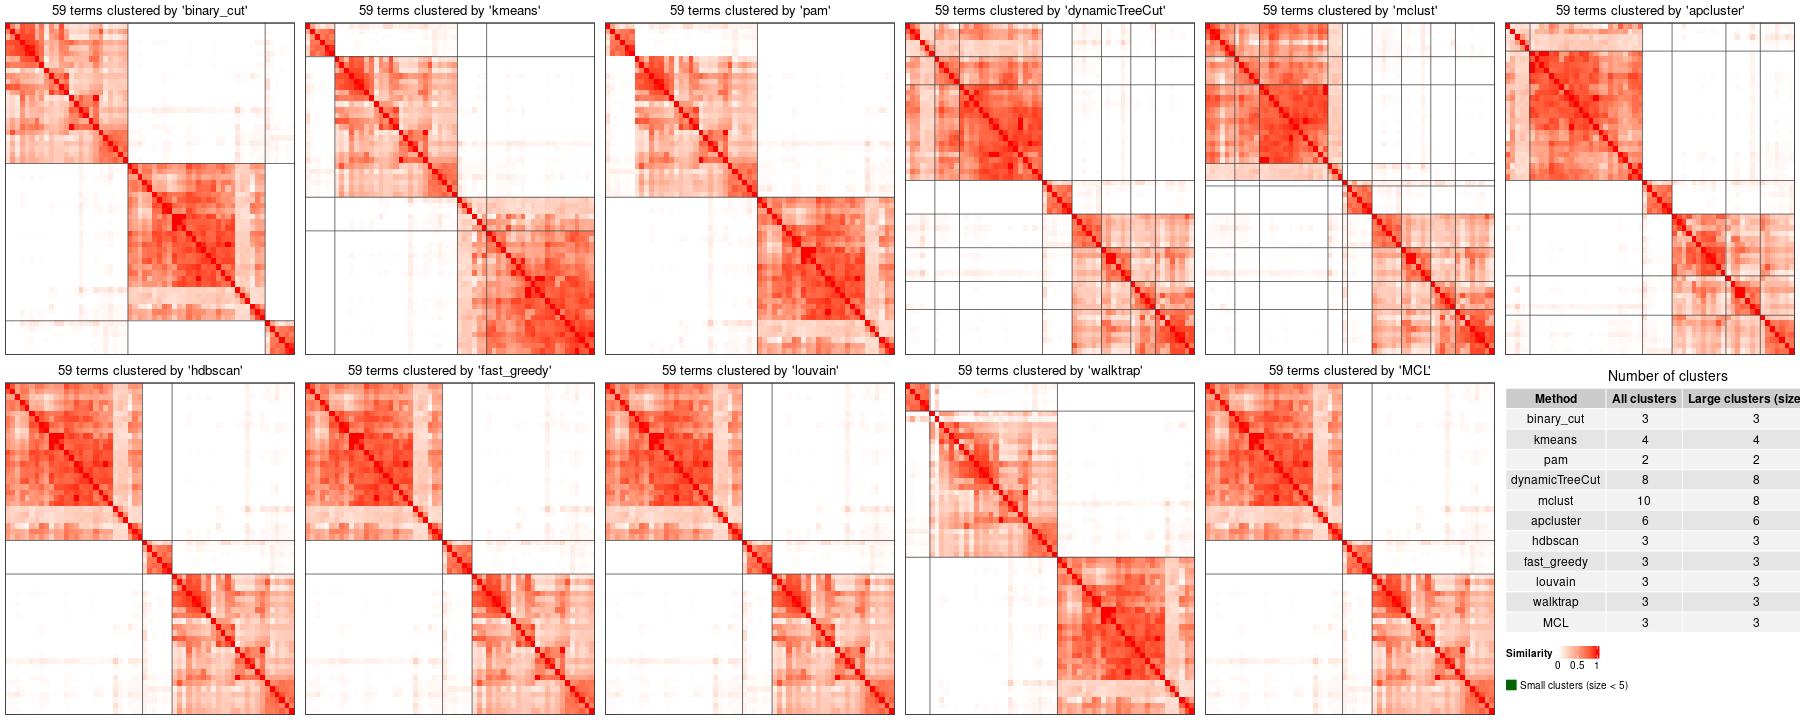 59 terms clustered by 'binary_cut'
59 terms clustered by 'kmeans'
59 terms clustered by 'pam'
59 terms clustered by 'dynamicTreeCut'
59 terms clustered by 'mclust'
59 terms clustered by 'apcluster'
59 terms clustered by 'hdbscan'
59 terms clustered by 'fast_greedy'
59 terms clustered by 'louvain'
59 terms clustered by 'walktrap'
59 terms clustered by 'MCL'
Number of clusters
Method All clusters Large clusters (size
binary_cut 3 3
kmeans 4 4
pam 2 2
dynamicTreeCut 8 8
mclust 10 8
apcluster 6 6
hdbscan 3 3
fast_greedy 3 3
louvain 3 3
walktrap 3 3
MCL 3 3
Similarity
0 0.5 1
Small clusters (size < 5)